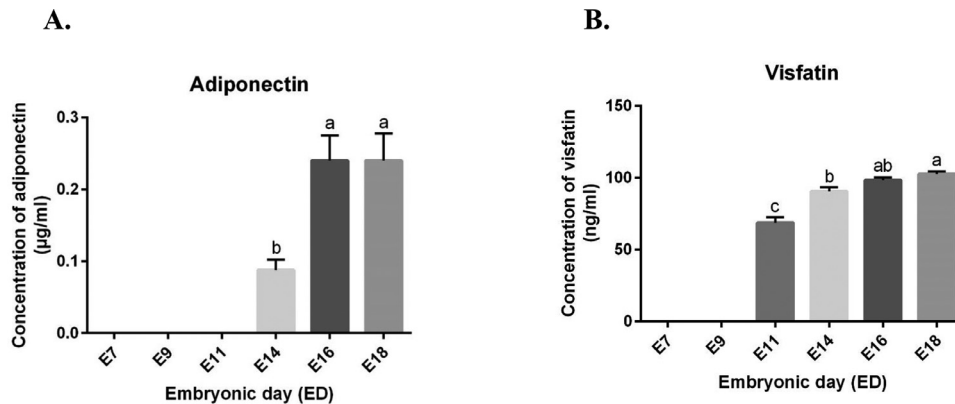 A.
Adiponectin
Concentration of adiponectin
(µg/ml)
0.3
0.2
0.1
0.0
a
a
b
E7
E9
E11
E14
E16
E18
Embryonic day (ED)
B.
Visfatin
Concentration of visfatin
(ng/ml)
150
100
50
0
c
b
ab
a
E7
E9
E11
E14
E16
E18
Embryonic day (ED)